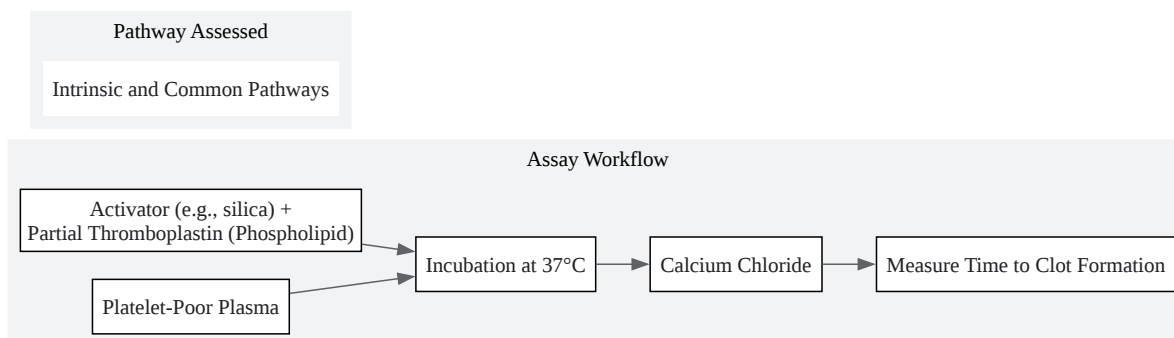 Pathway Assessed
Intrinsic and Common Pathways
Assay Workflow
Activator (e.g., silica) +
Partial Thromboplastin (Phospholipid)
Platelet-Poor Plasma
Incubation at 37°C
Calcium Chloride
Measure Time to Clot Formation